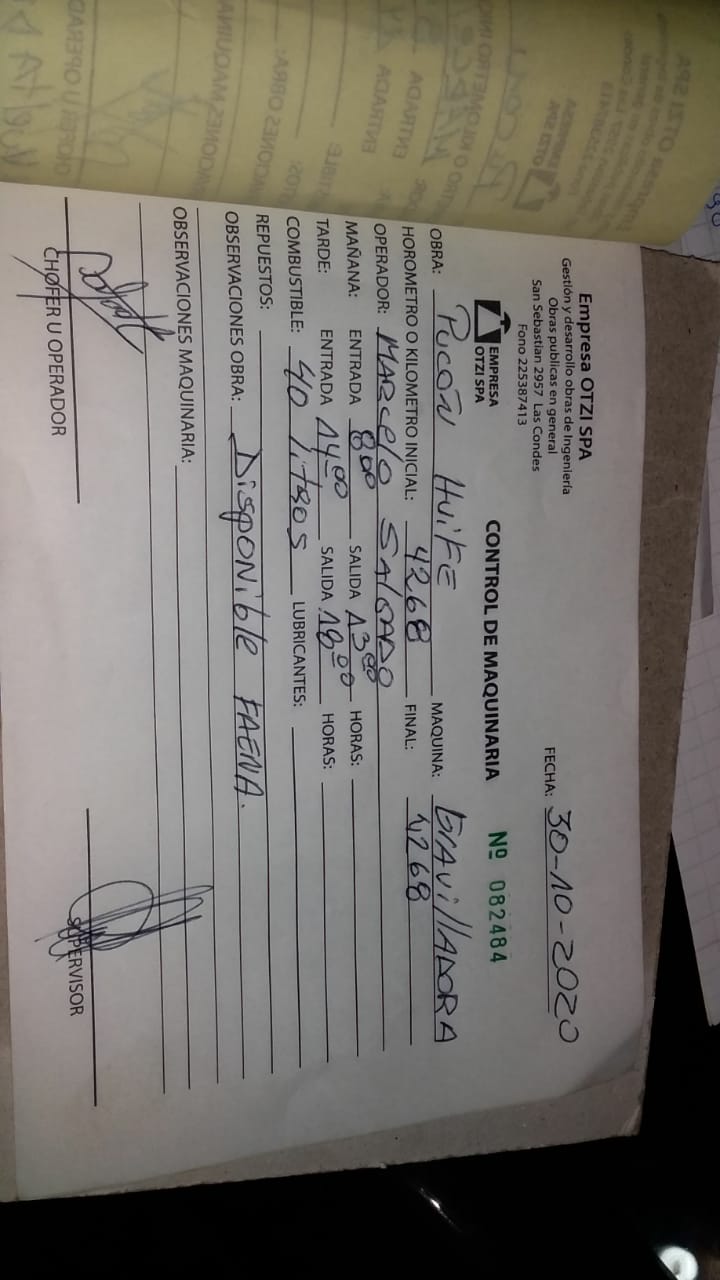 Empresa OTZI SPA
Gestión y desarrollo obras de Ingeniería
Obras publicas en general
San Sebastian 2957 Las Condes
Fono 225387413
FECHA: 30-10-2020
EMPRESA
OTZI SPA
CONTROL DE MAQUINARIA
Nº 082484
OBRA: Pucón Huife MAQUINA: GrAvillADORA
HOROMETRO O KILOMETRO INICIAL: 4268 FINAL: 4268
OPERADOR: MARcelo SALGADO
MAÑANA: ENTRADA 8:00 SALIDA 13:00 HORAS:
TARDE: ENTRADA 14:00 SALIDA 18:00 HORAS:
COMBUSTIBLE: 40 litros LUBRICANTES:
REPUESTOS:
OBSERVACIONES OBRA: Disponible FAENA.
OBSERVACIONES MAQUINARIA:
CHOFER U OPERADOR
SUPERVISOR